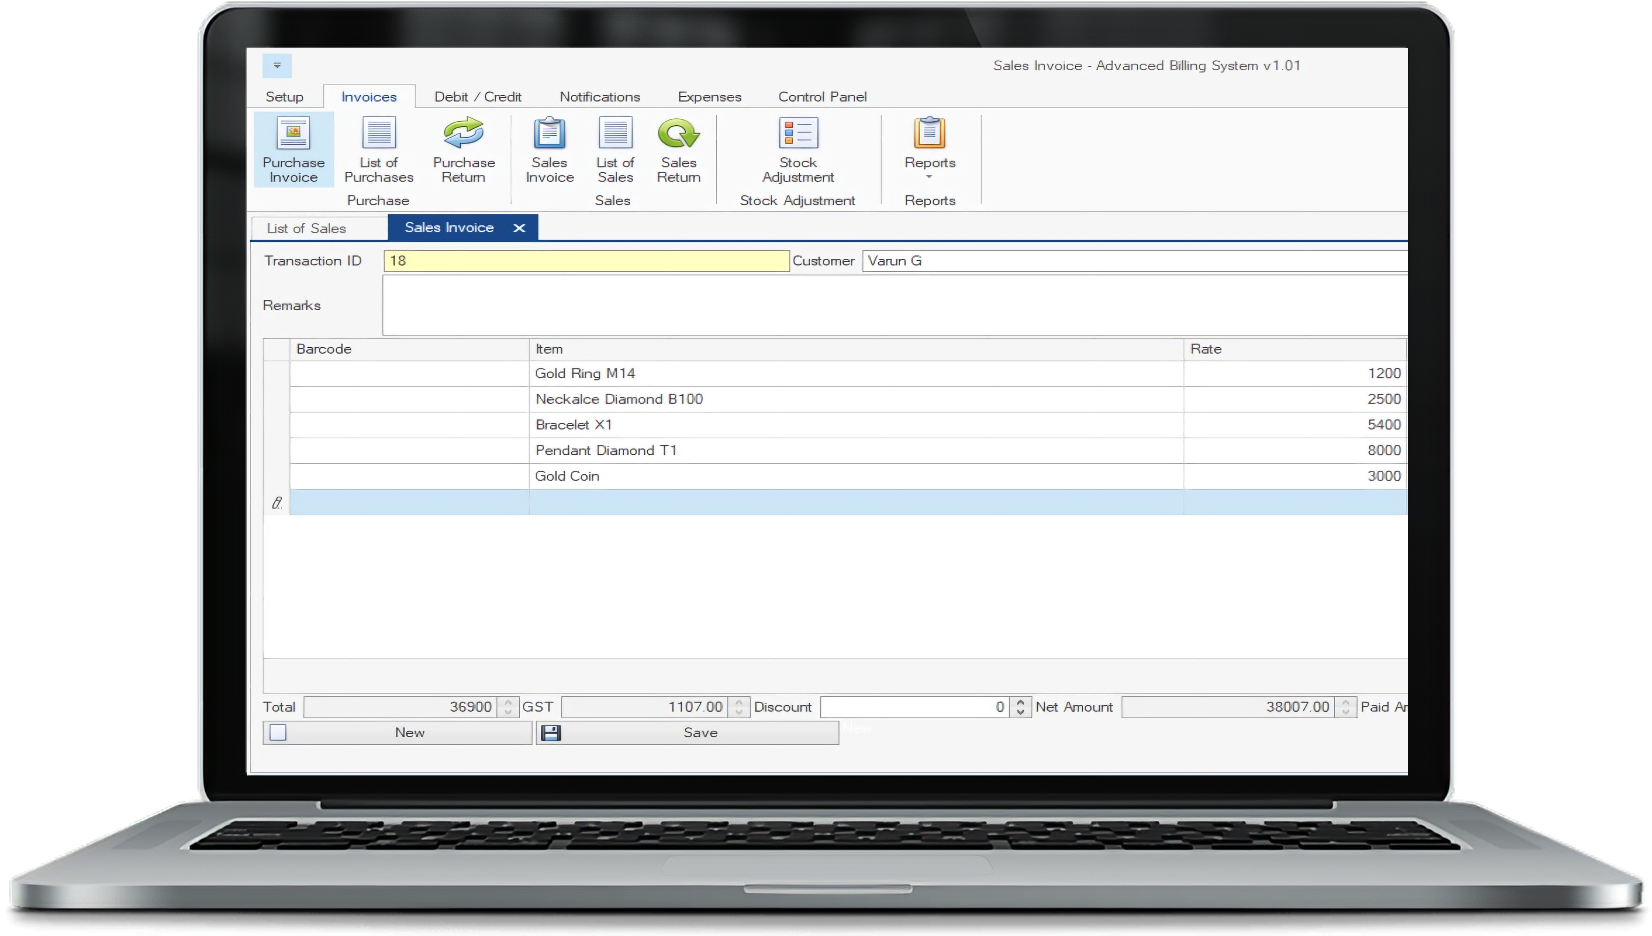 Sales Invoice - Advanced Billing System v1.01
Setup Invoices Debit / Credit Notifications Expenses Control Panel
Purchase Invoice
List of Purchases
Purchase Return
Sales Invoice
List of Sales
Sales Return
Stock Adjustment
Reports
Purchase Sales Stock Adjustment Reports
List of Sales Sales Invoice X
Transaction ID 18 Customer Varun G
Remarks
Barcode Item Rate
Gold Ring M14 1200
Neckalce Diamond B100 2500
Bracelet X1 5400
Pendant Diamond T1 8000
Gold Coin 3000
Total 36900 GST 1107.00 Discount 0 Net Amount 38007.00 Paid Ar
New Save